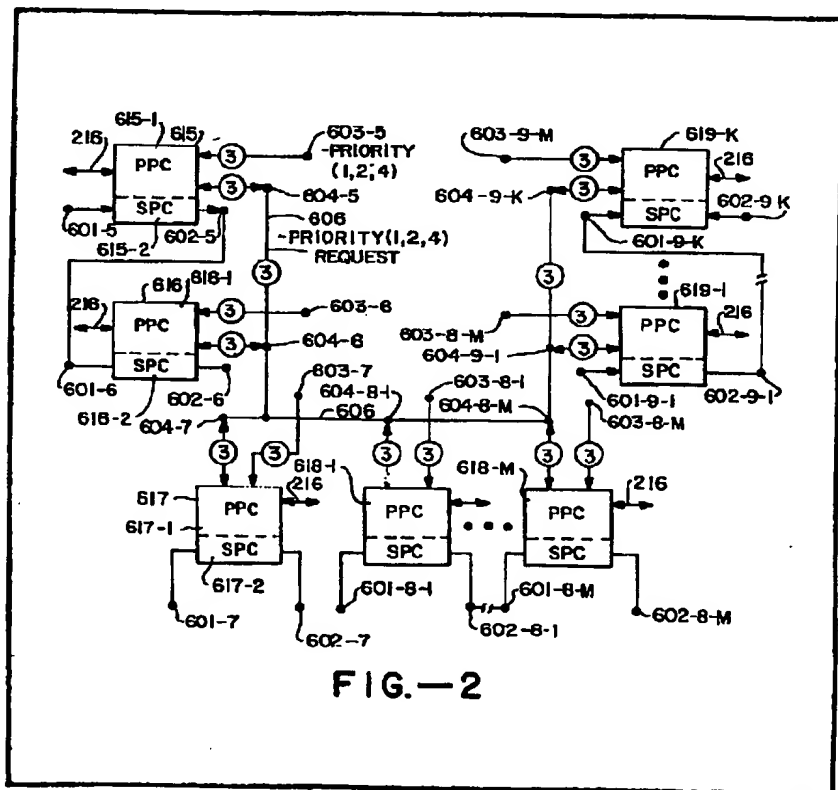 615-1
615
216
PPC
3
603-5
-PRIORITY
(1,2,4)
3
604-5
601-5
SPC
602-5
615-2
606
-PRIORITY(1,2,4)
REQUEST
3
616
616-1
216
PPC
3
603-6
3
604-6
601-6
SPC
602-6
616-2
603-7
604-7
606
604-8-1
603-8-1
604-8-M
3
3
617
617-1
PPC
216
SPC
617-2
601-7
602-7
618-1
3
3
PPC
216
SPC
601-8-1
602-8-1
618-M
3
3
603-8-M
PPC
216
SPC
601-8-M
602-8-M
603-9-M
3
619-K
604-9-K
3
PPC
216
SPC
602-9-K
601-9-K
3
619-1
603-8-M
3
PPC
216
604-9-1
3
SPC
601-9-1
602-9-1
FIG.—2